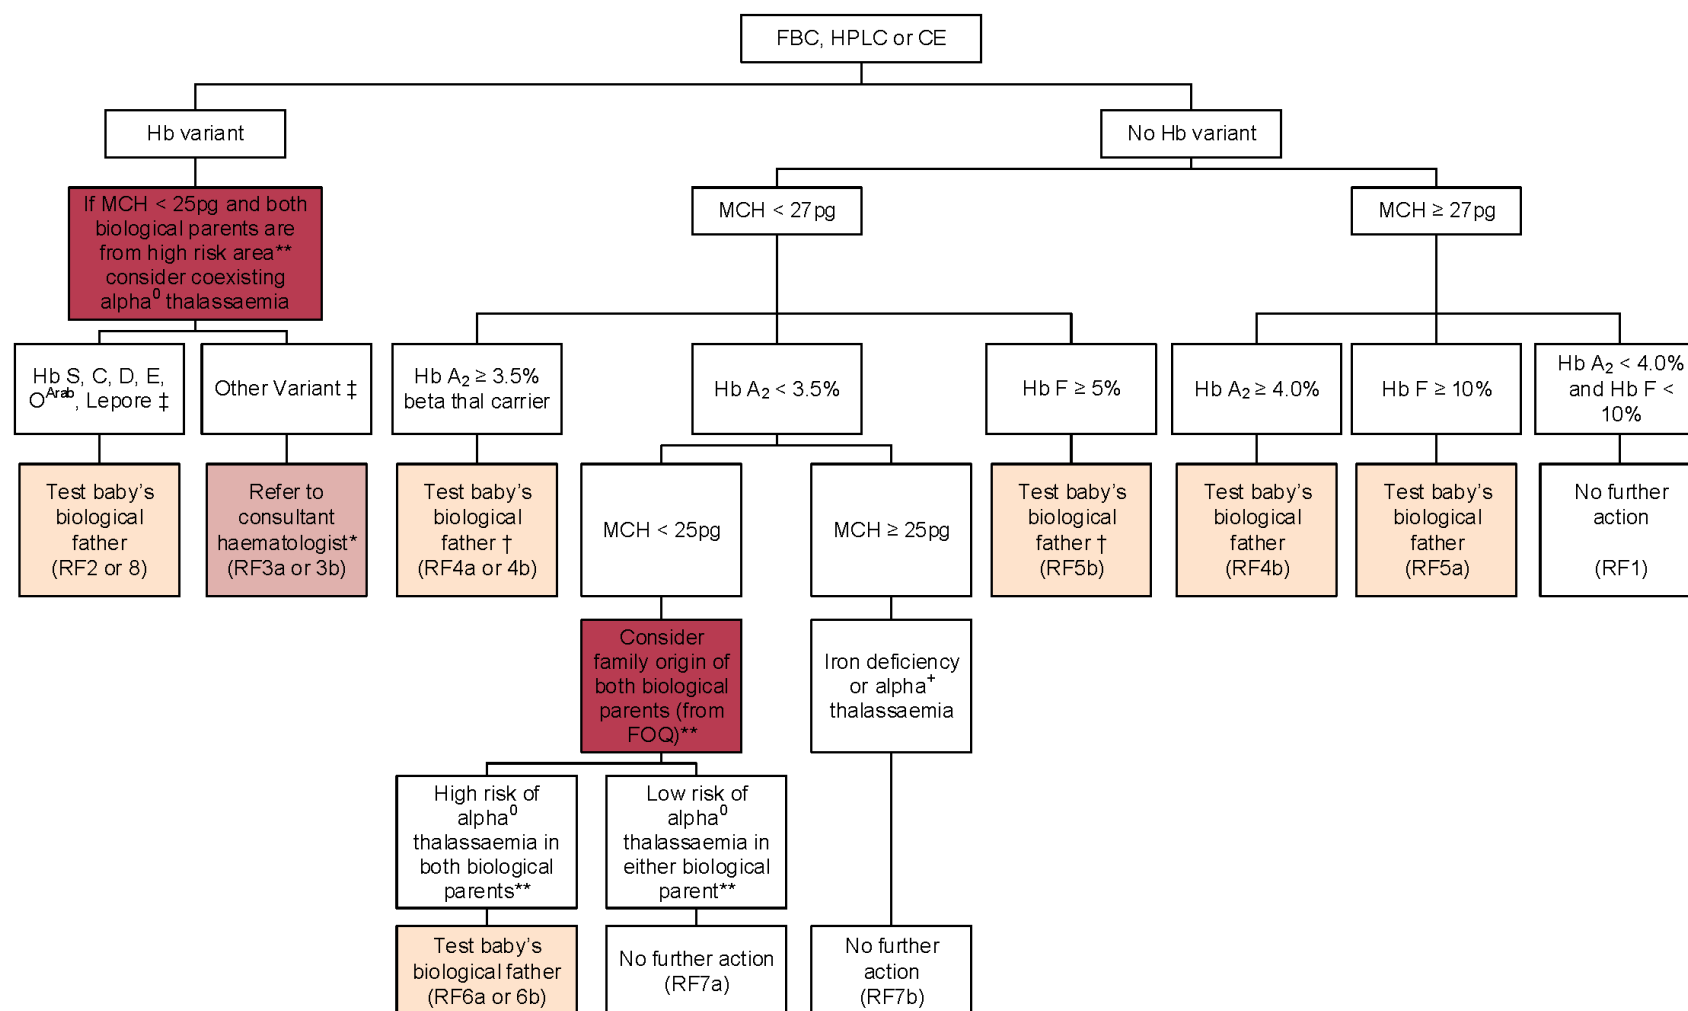 FBC, HPLC or CE
Hb variant
No Hb variant
If MCH < 25pg and both
biological parents are
from high risk area**
consider coexisting
alpha⁰ thalassaemia
MCH < 27pg
MCH ≥ 27pg
Hb S, C, D, E,
Oᴬʳᵃᵇ, Lepore ‡
Other Variant ‡
Hb A₂ ≥ 3.5%
beta thal carrier
Hb A₂ < 3.5%
Hb F ≥ 5%
Hb A₂ ≥ 4.0%
Hb F ≥ 10%
Hb A₂ < 4.0%
and Hb F <
10%
Test baby's
biological
father
(RF2 or 8)
Refer to
consultant
haematologist*
(RF3a or 3b)
Test baby's
biological
father †
(RF4a or 4b)
MCH < 25pg
MCH ≥ 25pg
Test baby's
biological
father †
(RF5b)
Test baby's
biological
father
(RF4b)
Test baby's
biological
father
(RF5a)
No further
action
(RF1)
Consider
family origin of
both biological
parents (from
FOQ)**
Iron deficiency
or alpha⁺
thalassaemia
High risk of
alpha⁰
thalassaemia in
both biological
parents**
Low risk of
alpha⁰
thalassaemia in
either biological
parent**
Test baby's
biological father
(RF6a or 6b)
No further action
(RF7a)
No further
action
(RF7b)